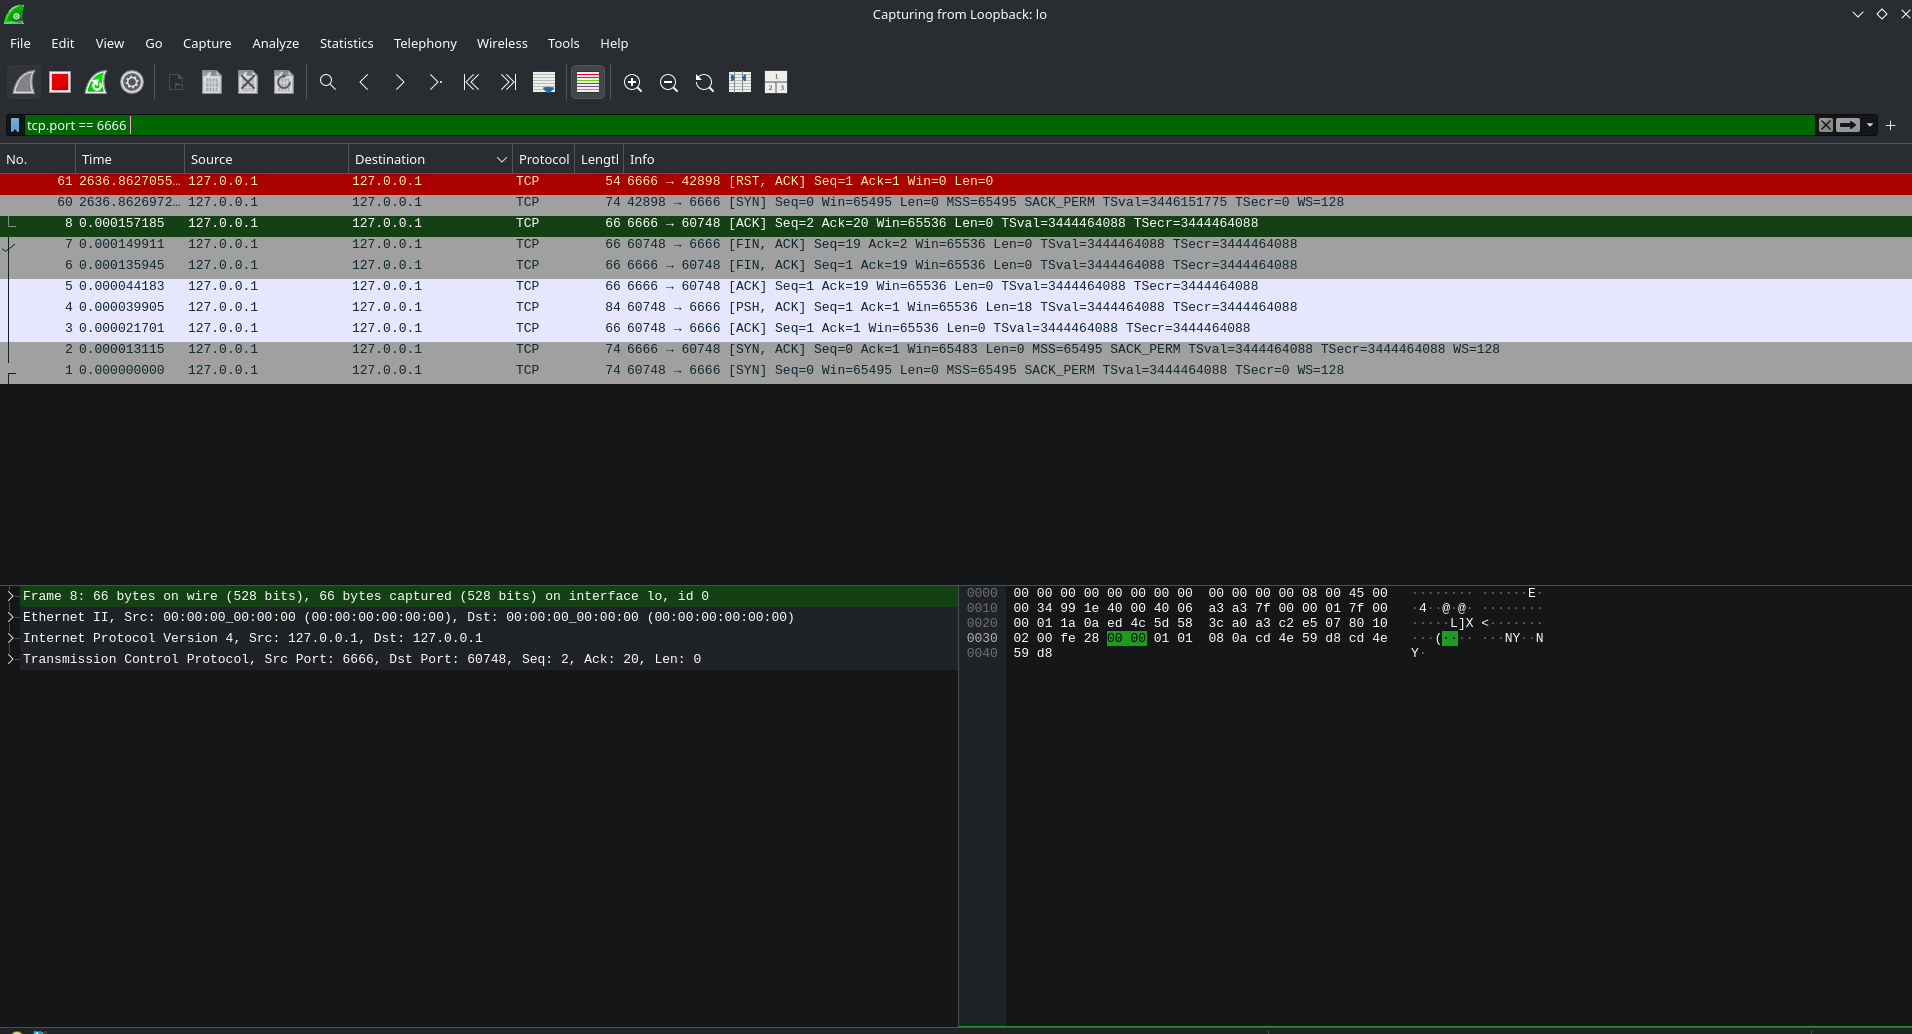 Capturing from Loopback: lo
File Edit View Go Capture Analyze Statistics Telephony Wireless Tools Help
tcp.port == 6666
No. Time Source Destination Protocol Lengtl Info
61 2636.8627055… 127.0.0.1 127.0.0.1 TCP 54 6666 → 42898 [RST, ACK] Seq=1 Ack=1 Win=0 Len=0
60 2636.8626972… 127.0.0.1 127.0.0.1 TCP 74 42898 → 6666 [SYN] Seq=0 Win=65495 Len=0 MSS=65495 SACK_PERM TSval=3446151775 TSecr=0 WS=128
8 0.000157185 127.0.0.1 127.0.0.1 TCP 66 6666 → 60748 [ACK] Seq=2 Ack=20 Win=65536 Len=0 TSval=3444464088 TSecr=3444464088
7 0.000149911 127.0.0.1 127.0.0.1 TCP 66 60748 → 6666 [FIN, ACK] Seq=19 Ack=2 Win=65536 Len=0 TSval=3444464088 TSecr=3444464088
6 0.000135945 127.0.0.1 127.0.0.1 TCP 66 6666 → 60748 [FIN, ACK] Seq=1 Ack=19 Win=65536 Len=0 TSval=3444464088 TSecr=3444464088
5 0.000044183 127.0.0.1 127.0.0.1 TCP 66 6666 → 60748 [ACK] Seq=1 Ack=19 Win=65536 Len=0 TSval=3444464088 TSecr=3444464088
4 0.000039905 127.0.0.1 127.0.0.1 TCP 84 60748 → 6666 [PSH, ACK] Seq=1 Ack=1 Win=65536 Len=18 TSval=3444464088 TSecr=3444464088
3 0.000021701 127.0.0.1 127.0.0.1 TCP 66 60748 → 6666 [ACK] Seq=1 Ack=1 Win=65536 Len=0 TSval=3444464088 TSecr=3444464088
2 0.000013115 127.0.0.1 127.0.0.1 TCP 74 6666 → 60748 [SYN, ACK] Seq=0 Ack=1 Win=65483 Len=0 MSS=65495 SACK_PERM TSval=3444464088 TSecr=3444464088 WS=128
1 0.000000000 127.0.0.1 127.0.0.1 TCP 74 60748 → 6666 [SYN] Seq=0 Win=65495 Len=0 MSS=65495 SACK_PERM TSval=3444464088 TSecr=0 WS=128
Frame 8: 66 bytes on wire (528 bits), 66 bytes captured (528 bits) on interface lo, id 0
Ethernet II, Src: 00:00:00_00:00:00 (00:00:00:00:00:00), Dst: 00:00:00_00:00:00 (00:00:00:00:00:00)
Internet Protocol Version 4, Src: 127.0.0.1, Dst: 127.0.0.1
Transmission Control Protocol, Src Port: 6666, Dst Port: 60748, Seq: 2, Ack: 20, Len: 0
0000 00 00 00 00 00 00 00 00 00 00 00 00 08 00 45 00 ········ ······E·
0010 00 34 99 1e 40 00 40 06 a3 a3 7f 00 00 01 7f 00 ·4··@·@· ········
0020 00 01 1a 0a ed 4c 5d 58 3c a0 a3 c2 e5 07 80 10 ·····L]X <·······
0030 02 00 fe 28 00 00 01 01 08 0a cd 4e 59 d8 cd 4e ···(···· ···NY··N
0040 59 d8 Y·